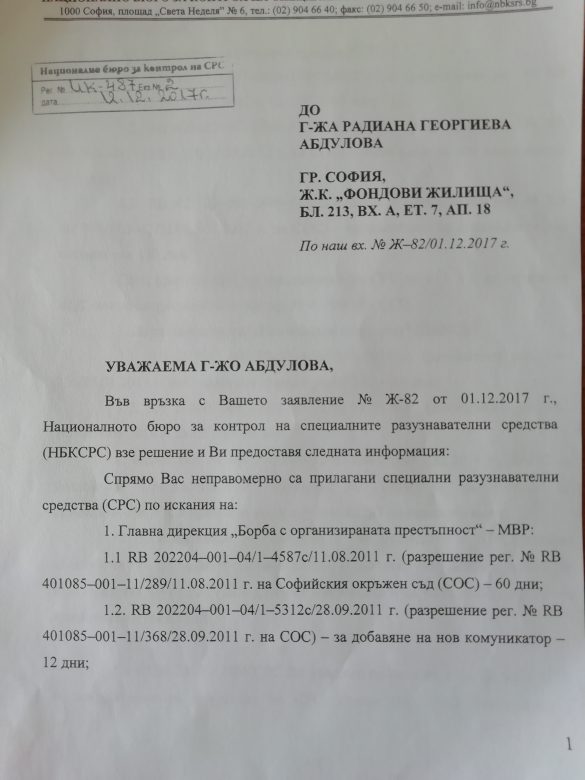 1000 София, площад „Света Неделя“ № 6, тел.: (02) 904 66 40; факс: (02) 904 66 50; e-mail: info@nbksrs.bg
Национално бюро за контрол на СРС
Рег. № ЦК-487 Екз. № 2
дата 12.12.2017г.
ДО
Г-ЖА РАДИАНА ГЕОРГИЕВА
АБДУЛОВА
ГР. СОФИЯ,
Ж.К. „ФОНДОВИ ЖИЛИЩА“,
БЛ. 213, ВХ. А, ЕТ. 7, АП. 18
По наш вх. № Ж–82/01.12.2017 г.
УВАЖАЕМА Г-ЖО АБДУЛОВА,
Във връзка с Вашето заявление № Ж-82 от 01.12.2017 г.,
Националното бюро за контрол на специалните разузнавателни средства
(НБКСРС) взе решение и Ви предоставя следната информация:
Спрямо Вас неправомерно са прилагани специални разузнавателни
средства (СРС) по искания на:
1. Главна дирекция „Борба с организираната престъпност“ – МВР:
1.1 RB 202204–001–04/1–4587с/11.08.2011 г. (разрешение рег. № RB
401085–001–11/289/11.08.2011 г. на Софийския окръжен съд (СОС) – 60 дни;
1.2. RB 202204–001–04/1–5312с/28.09.2011 г. (разрешение рег. № RB
401085–001–11/368/28.09.2011 г. на СОС) – за добавяне на нов комуникатор –
12 дни;
1